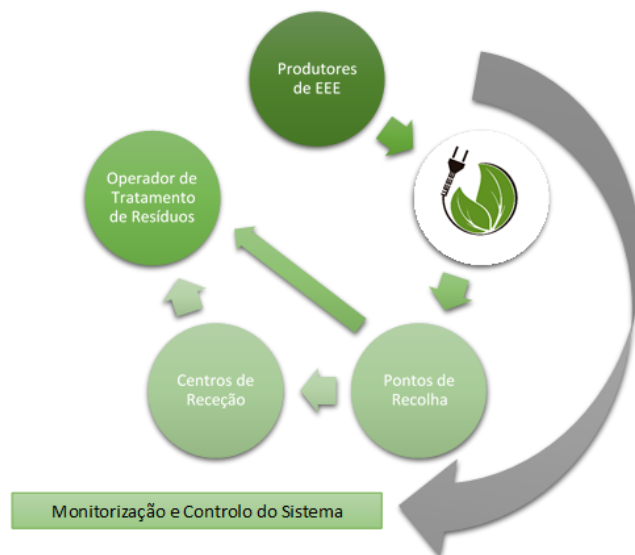 Produtores
de EEE
Operador de
Tratamento
de Resíduos
Centros de
Receção
Pontos de
Recolha
Monitorização e Controlo do Sistema